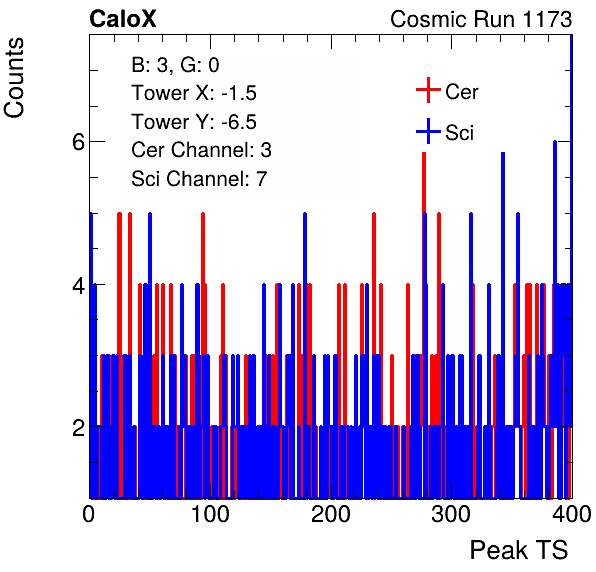 CaloX Cosmic Run 1173
Counts
B: 3, G: 0
Tower X: -1.5
Tower Y: -6.5
Cer Channel: 3
Sci Channel: 7
Cer
Sci
6
4
2
0 100 200 300 400
Peak TS